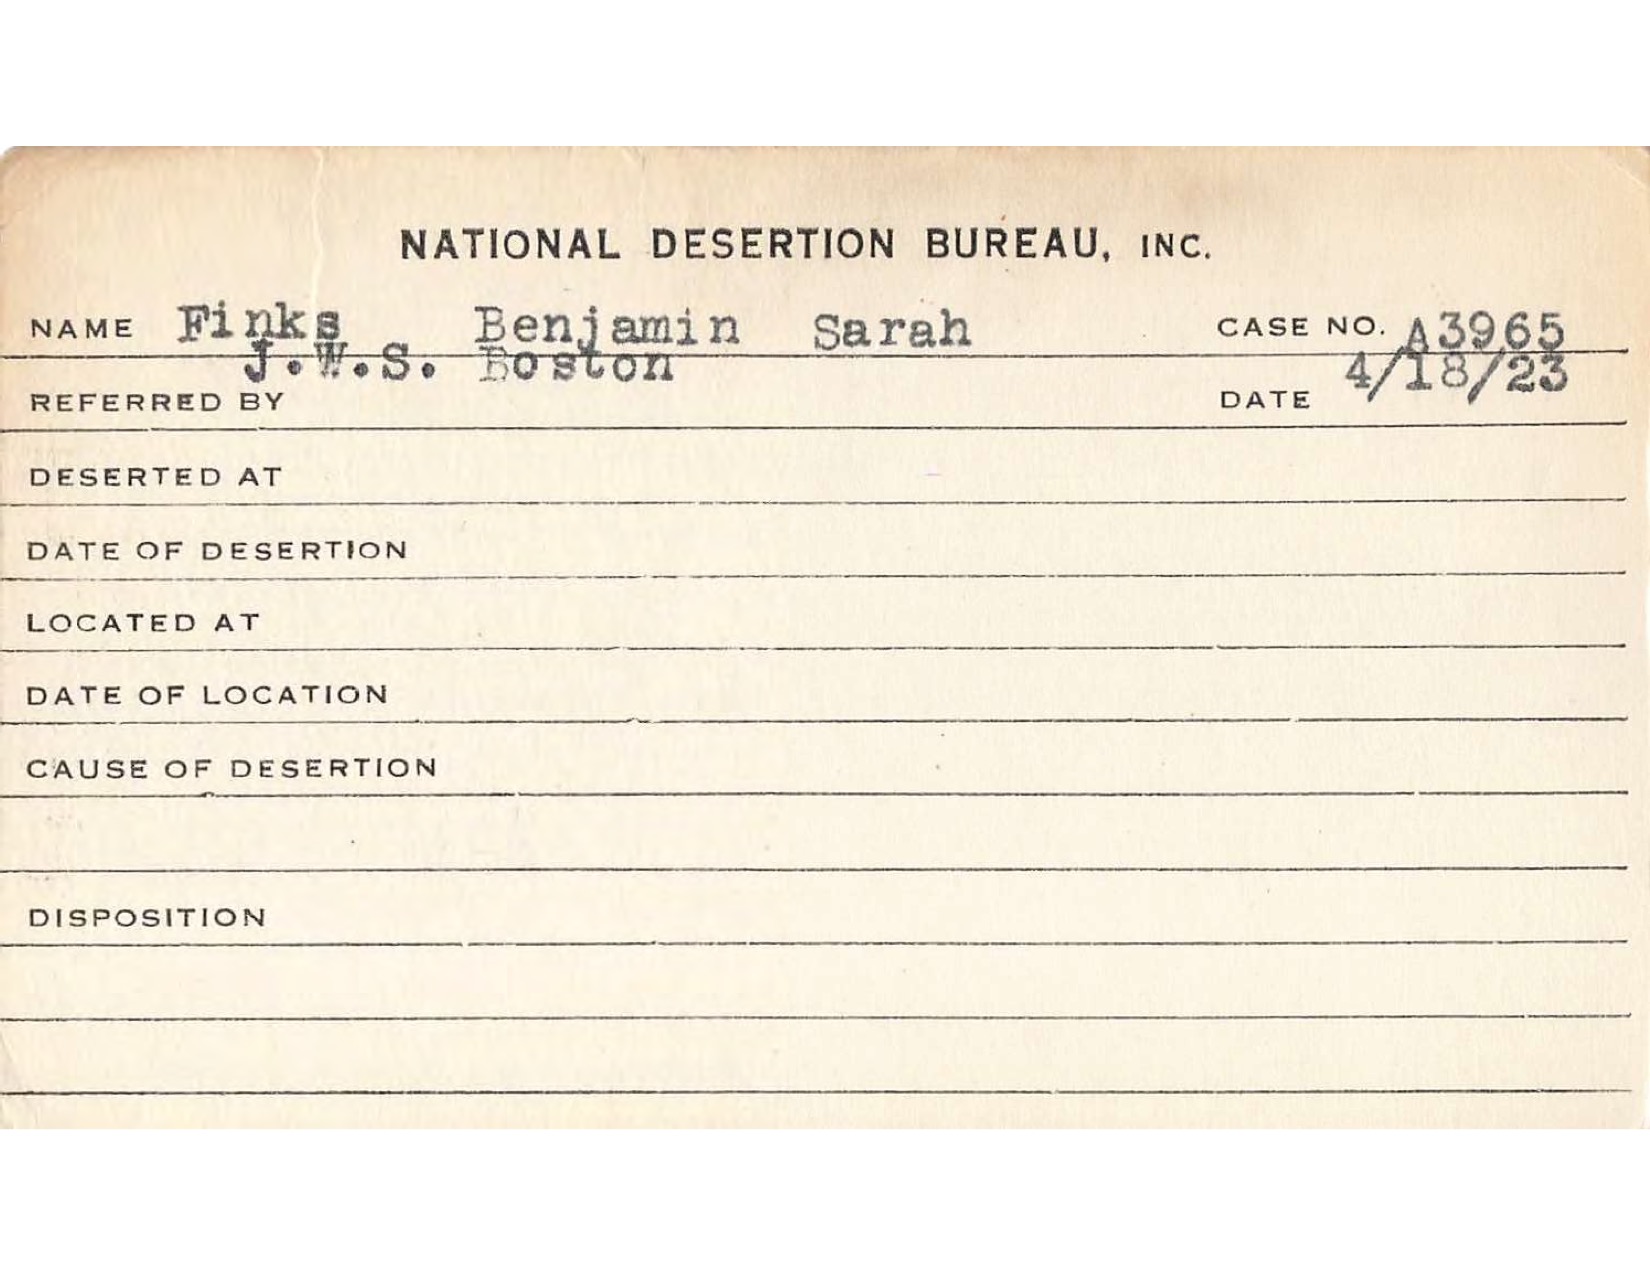 NATIONAL DESERTION BUREAU, INC.
NAME Finks Benjamin Sarah CASE NO. A3965
REFERRED BY J.W.S. Boston DATE 4/18/23
DESERTED AT
DATE OF DESERTION
LOCATED AT
DATE OF LOCATION
CAUSE OF DESERTION
DISPOSITION